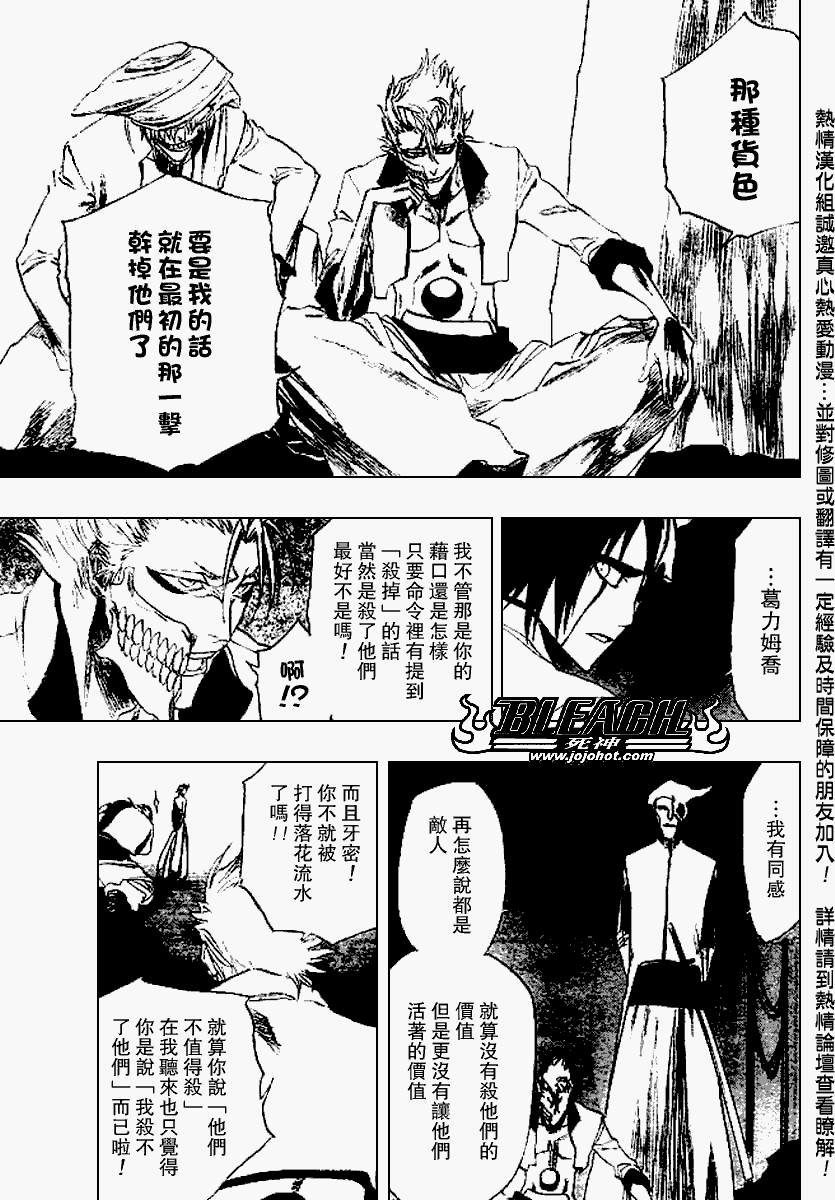 那種貨色
要是我的話
就在最初的那一擊
幹掉他們了
…葛力姆喬
我不管那是你的
藉口還是怎樣
只要命令裡有提到
「殺掉」的話
當然是殺了他們
最好不是嗎！
啊!?
BLEACH
死神
www.jojohot.com
…我有同感
再怎麼說都是
敵人
就算沒有殺他們的
價值
但是更沒有讓他們
活著的價值
而且牙密！
你不就被
打得落花流水
了嗎!!
就算你說「他們
不值得殺」
在我聽來也只覺得
你是說「我殺不
了他們」而已啦！
熱情漢化組誠邀真心熱愛動漫…並對修圖或翻譯有一定經驗及時間保障的朋友加入！ 詳情請到熱情論壇查看瞭解！